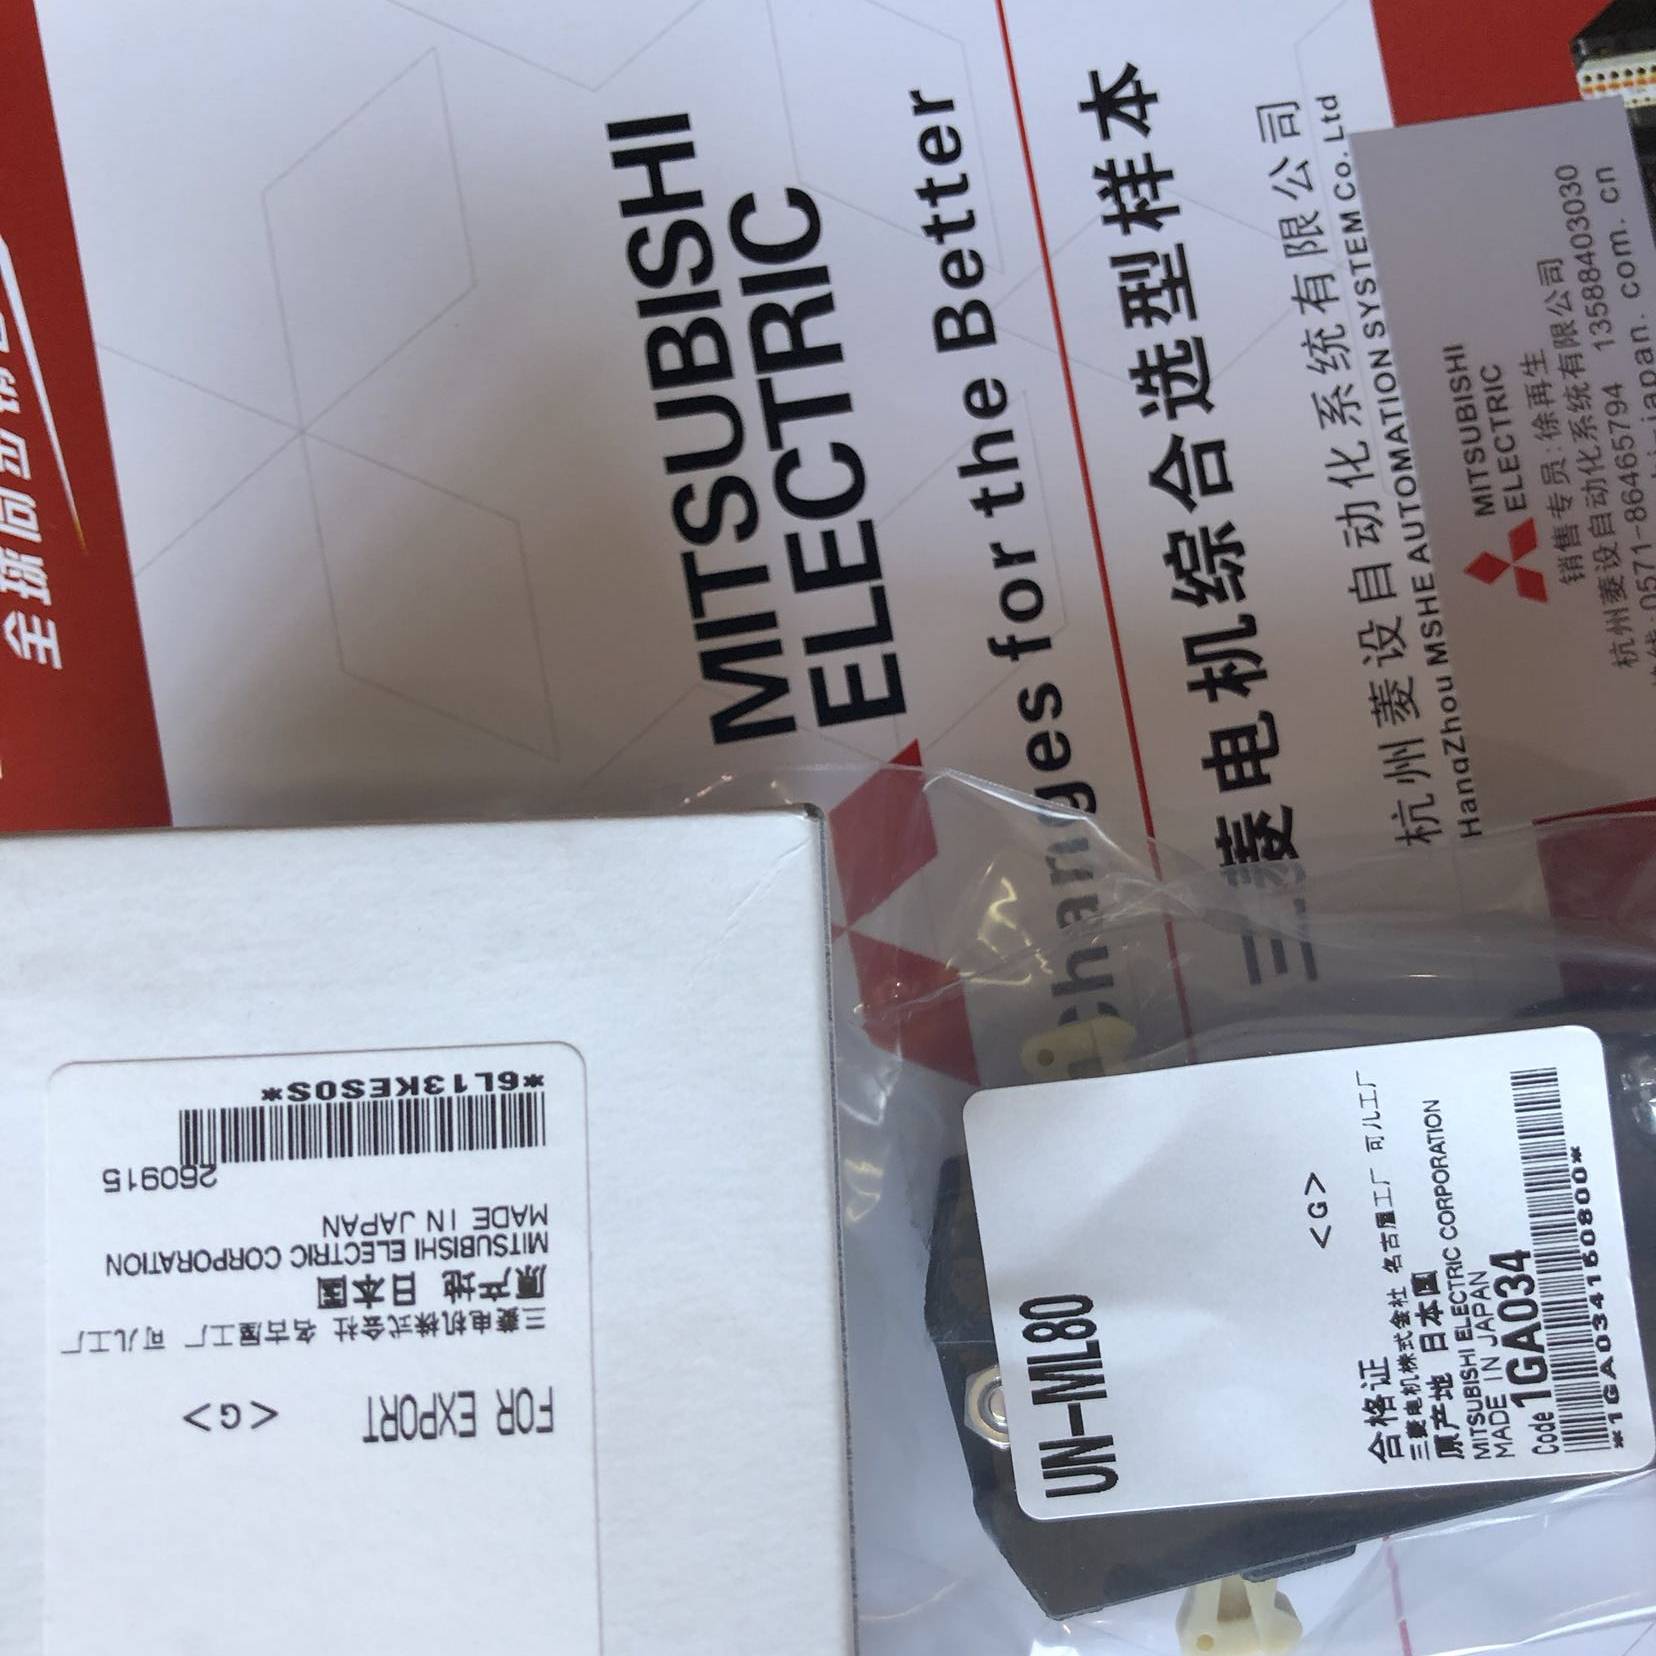 全球
MITSUBISHI
ELECTRIC
Changes for the Better
三菱电机综合选型样本
杭州菱设自动化系统有限公司
HangZhou MSHE AUTOMATION SYSTEM Co. Ltd
MITSUBISHI
ELECTRIC
销售专员:徐再生
杭州菱设自动化系统有限公司
0571-86465794 13588403030
japan.com.cn
FOR EXPORT <G>
三菱电机株式会社 名古屋工厂 可儿工厂
原产地 日本国
MITSUBISHI ELECTRIC CORPORATION
MADE IN JAPAN
260915
*6L13KES0S*
UN-ML80
<G>
合格证
三菱电机株式会社 名古屋工厂 可儿工厂
原产地 日本国
MITSUBISHI ELECTRIC CORPORATION
MADE IN JAPAN
Code 1GA034
*1GA034150800*